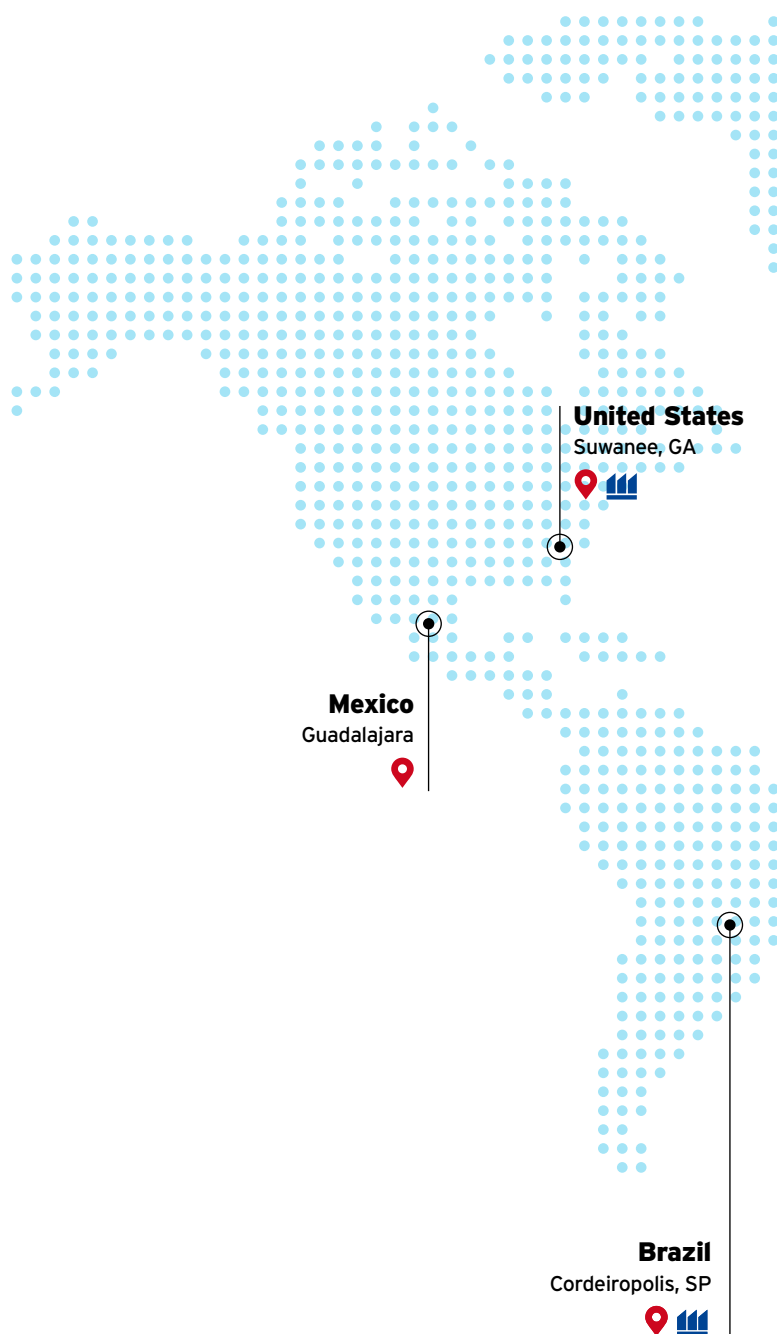 United States
Suwanee, GA
Mexico
Guadalajara
Brazil
Cordeiropolis, SP